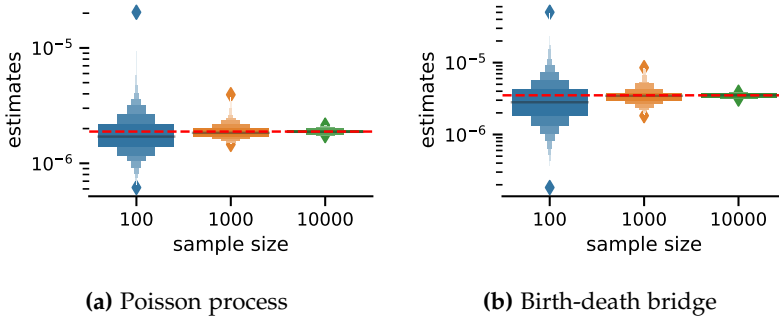 estimates
10⁻⁵
10⁻⁶
100 1000 10000
sample size
(a) Poisson process
estimates
10⁻⁵
10⁻⁶
100 1000 10000
sample size
(b) Birth-death bridge